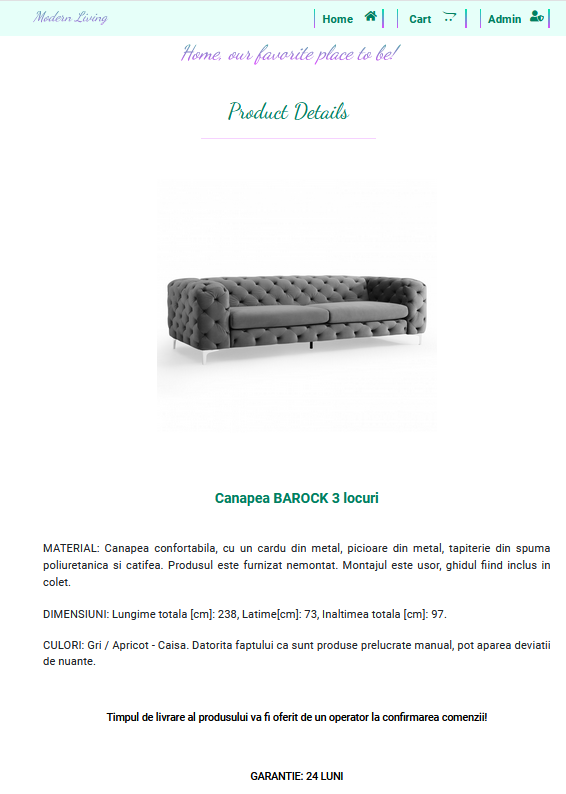 Modern Living
Home
Cart
Admin
Home, our favorite place to be!
Product Details
Canapea BAROCK 3 locuri
MATERIAL: Canapea confortabila, cu un cardu din metal, picioare din metal, tapiterie din spuma
poliuretanica si catifea. Produsul este furnizat nemontat. Montajul este usor, ghidul fiind inclus in
colet.
DIMENSIUNI: Lungime totala [cm]: 238, Latime[cm]: 73, Inaltimea totala [cm]: 97.
CULORI: Gri / Apricot - Caisa. Datorita faptului ca sunt produse prelucrate manual, pot aparea deviatii
de nuante.
Timpul de livrare al produsului va fi oferit de un operator la confirmarea comenzii!
GARANTIE: 24 LUNI